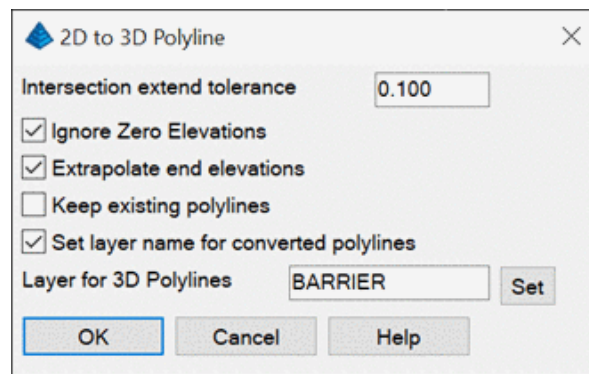 2D to 3D Polyline
Intersection extend tolerance 0.100
Ignore Zero Elevations
Extrapolate end elevations
Keep existing polylines
Set layer name for converted polylines
Layer for 3D Polylines BARRIER Set
OK Cancel Help